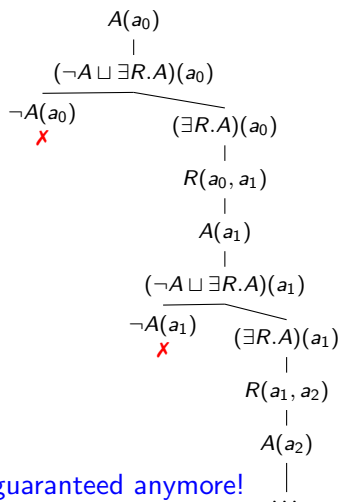 A(a₀)
(¬A ⊔ ∃R.A)(a₀)
¬A(a₀) (∃R.A)(a₀)
✗
R(a₀, a₁)
A(a₁)
(¬A ⊔ ∃R.A)(a₁)
¬A(a₁) (∃R.A)(a₁)
✗
R(a₁, a₂)
A(a₂)
guaranteed anymore!
...